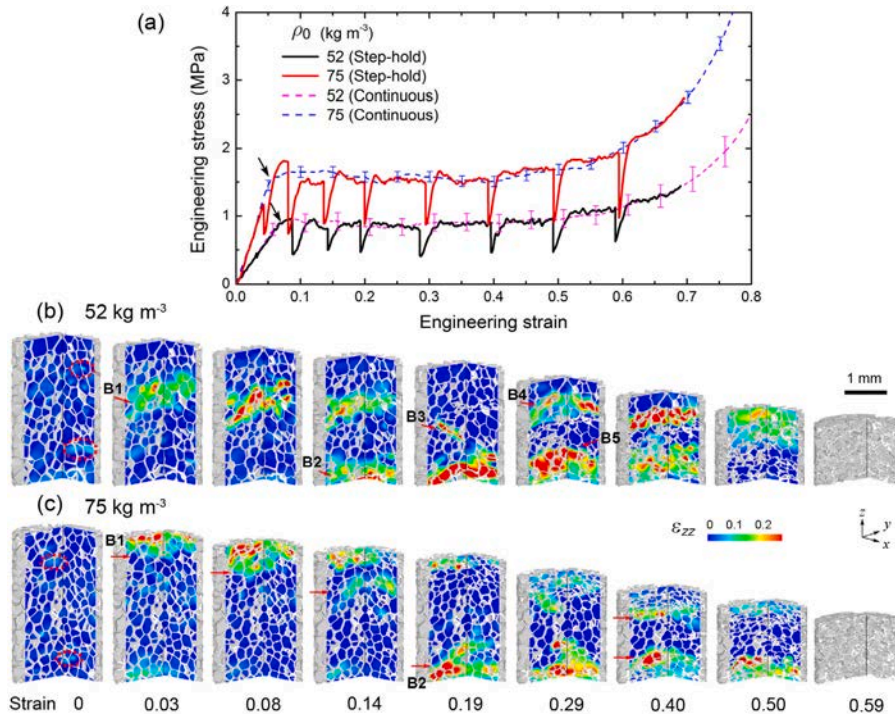 (a)
ρ0 (kg m-3)
52 (Step-hold)
75 (Step-hold)
52 (Continuous)
75 (Continuous)
Engineering stress (MPa)
4
3
2
1
0
0.0 0.1 0.2 0.3 0.4 0.5 0.6 0.7 0.8
Engineering strain
(b) 52 kg m-3
B1
B2
B3
B4
B5
1 mm
(c) 75 kg m-3
B1
B2
εZZ 0 0.1 0.2
z
y
x
Strain 0 0.03 0.08 0.14 0.19 0.29 0.40 0.50 0.59